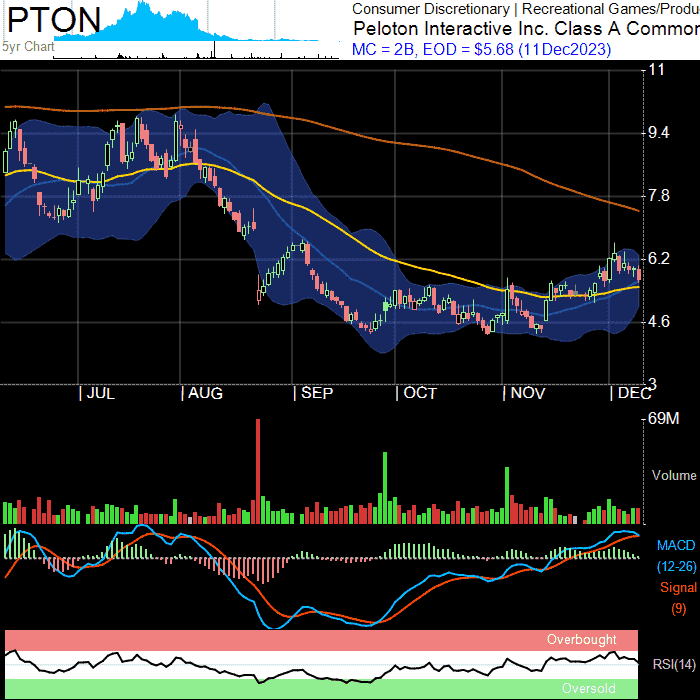 PTON
5yr Chart
Consumer Discretionary | Recreational Games/Produ
Peloton Interactive Inc. Class A Common
MC = 2B, EOD = $5.68 (11Dec2023)
11
9.4
7.8
6.2
4.6
3
| JUL
| AUG
| SEP
| OCT
| NOV
| DEC
69M
Volume
MACD
(12-26)
Signal
(9)
Overbought
RSI(14)
Oversold